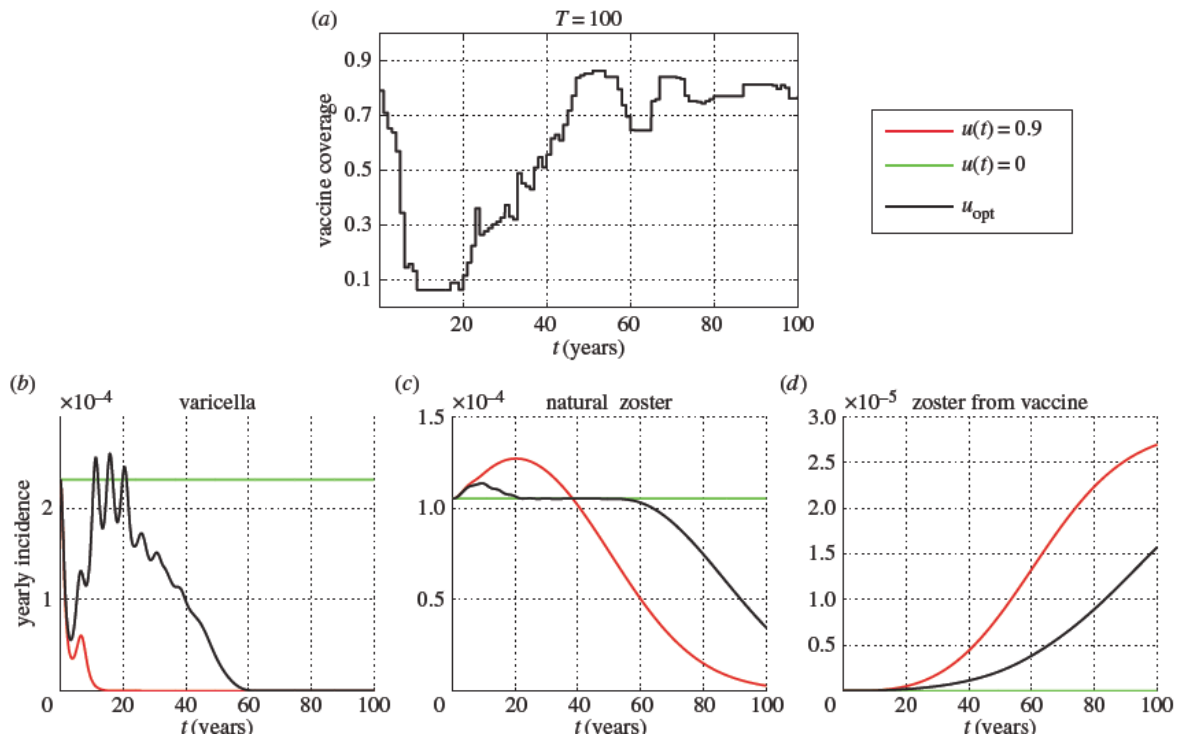 (a) T = 100
0.9
0.7
0.5
0.3
0.1
vaccine coverage
20 40 60 80 100
t (years)
u(t) = 0.9
u(t) = 0
u_opt
(b) ×10⁻⁴ varicella
2
1
0
yearly incidence
20 40 60 80 100
t (years)
(c) ×10⁻⁴ natural zoster
1.5
1.0
0.5
0
20 40 60 80 100
t (years)
(d) ×10⁻⁵ zoster from vaccine
3.0
2.5
2.0
1.5
1.0
0.5
0
20 40 60 80 100
t (years)